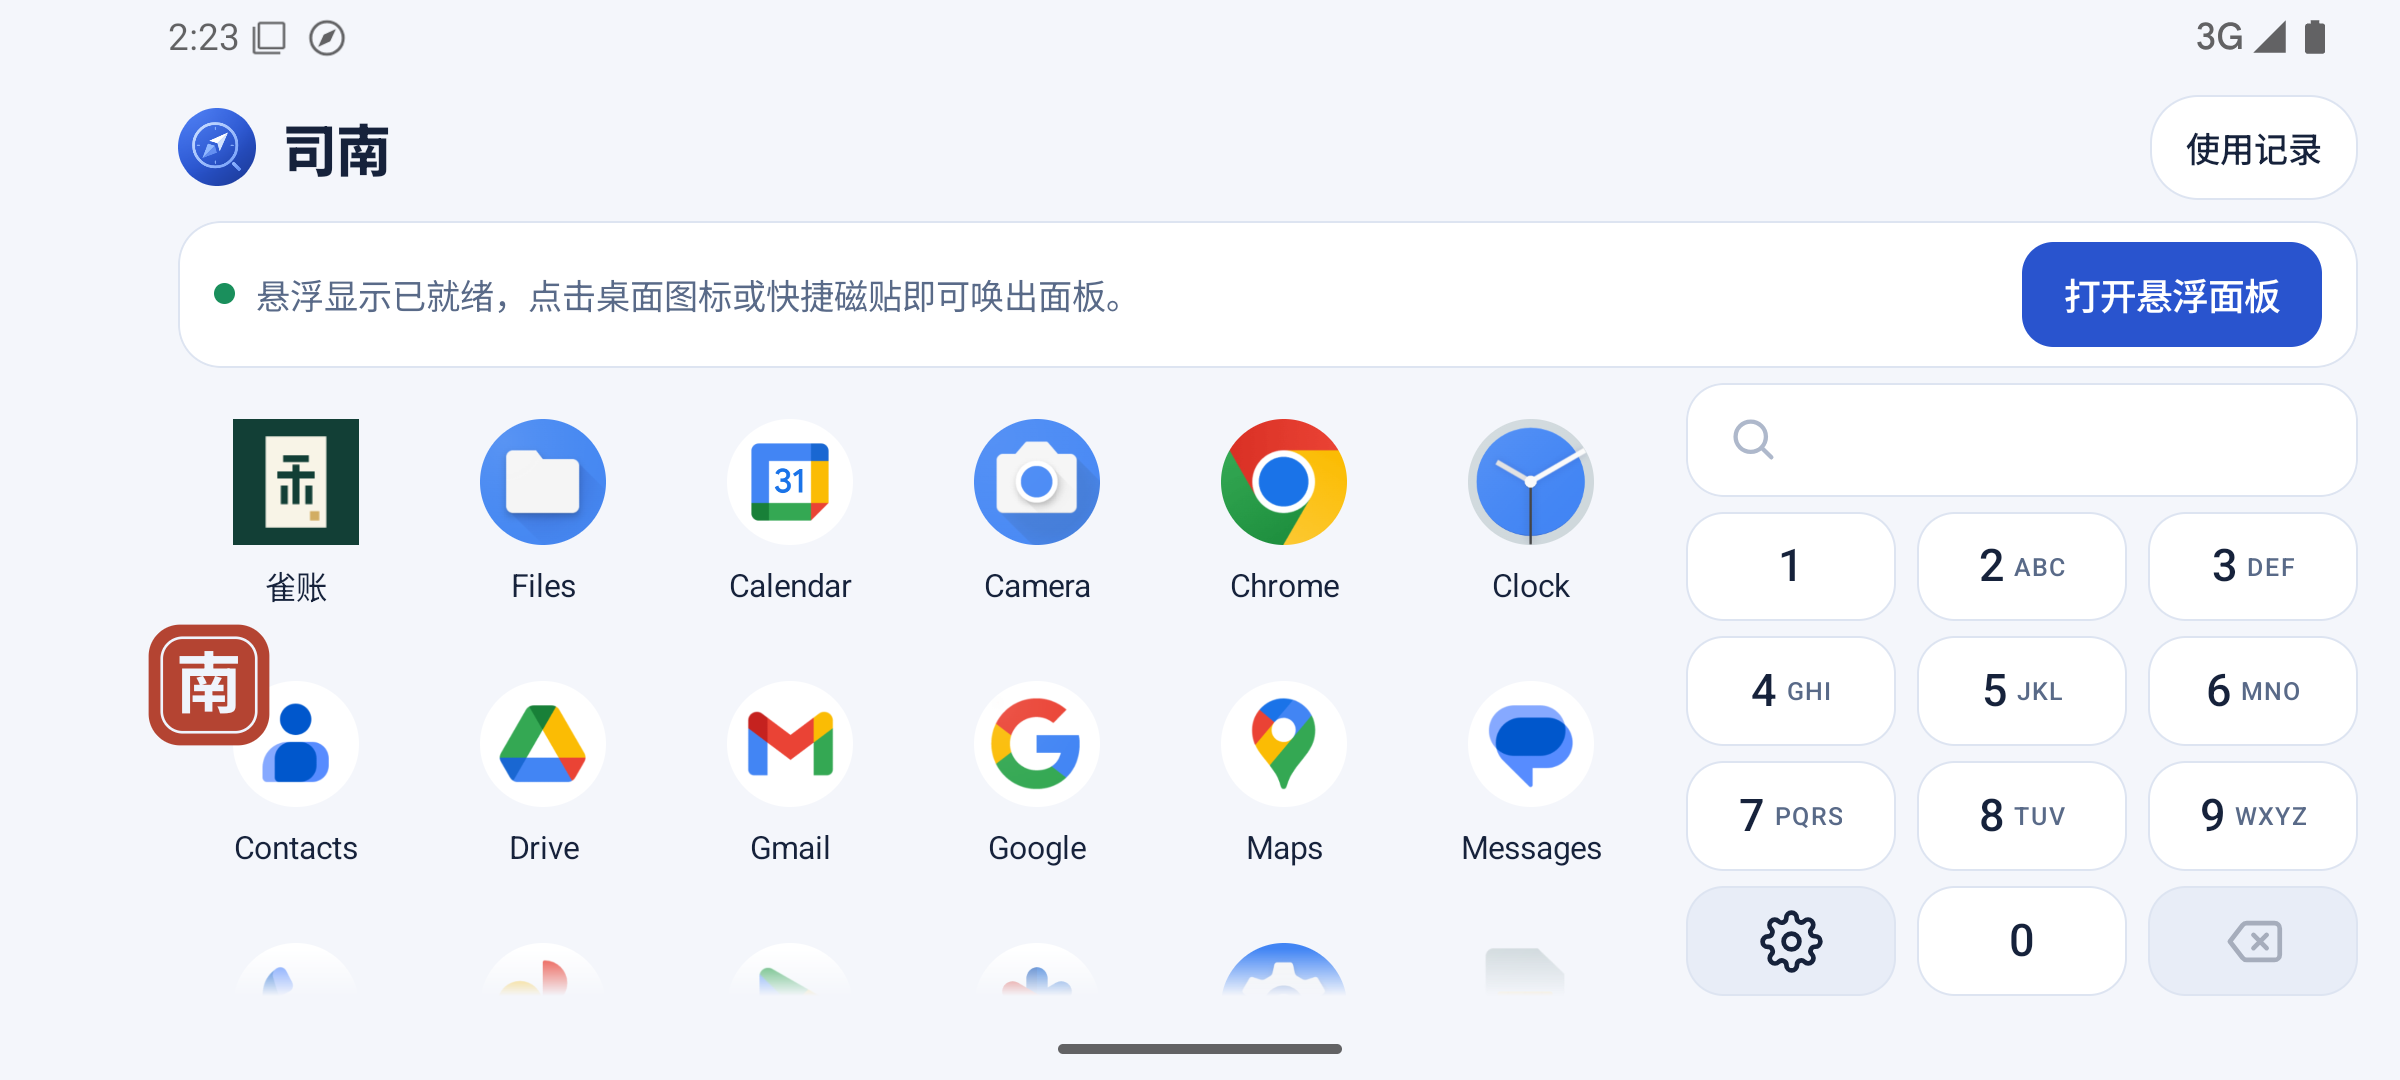 2:23
3G
司南
使用记录
悬浮显示已就绪，点击桌面图标或快捷磁贴即可唤出面板。
打开悬浮面板
31
雀账
Files
Calendar
Camera
Chrome
Clock
南
Contacts
Drive
Gmail
Google
Maps
Messages
1
2 ABC
3 DEF
4 GHI
5 JKL
6 MNO
7 PQRS
8 TUV
9 WXYZ
0